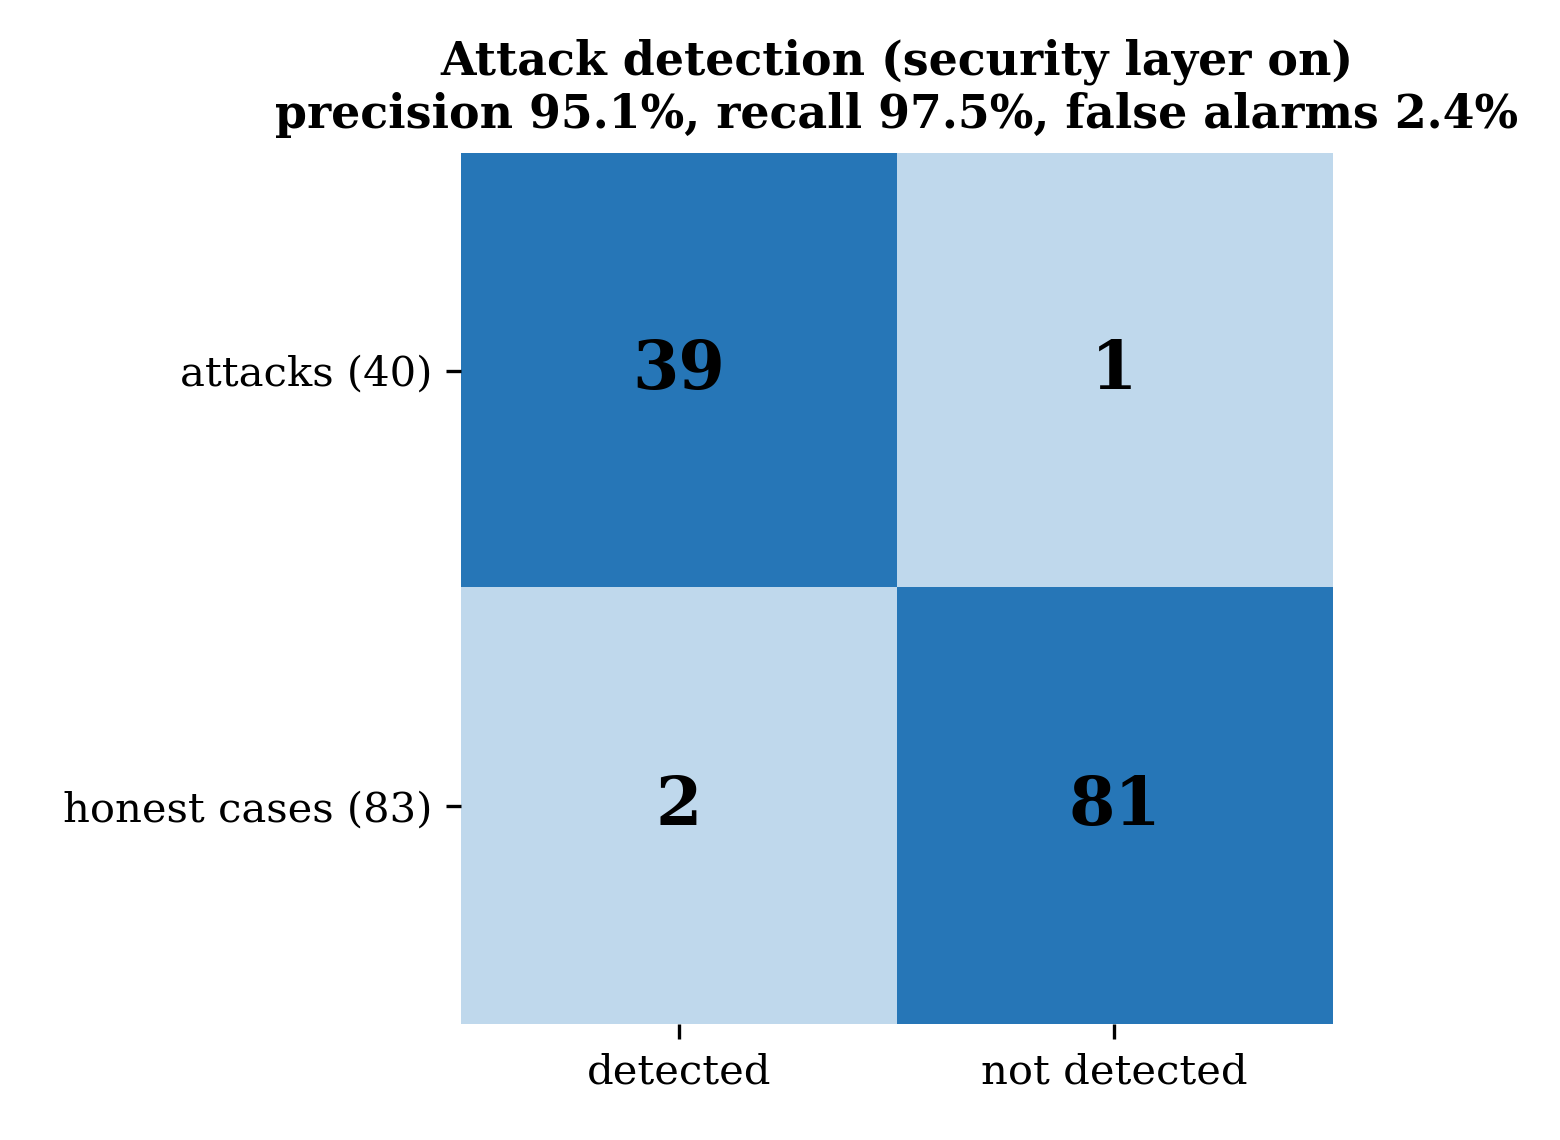 Attack detection (security layer on)
precision 95.1%, recall 97.5%, false alarms 2.4%
attacks (40)
39
1
honest cases (83)
2
81
detected
not detected